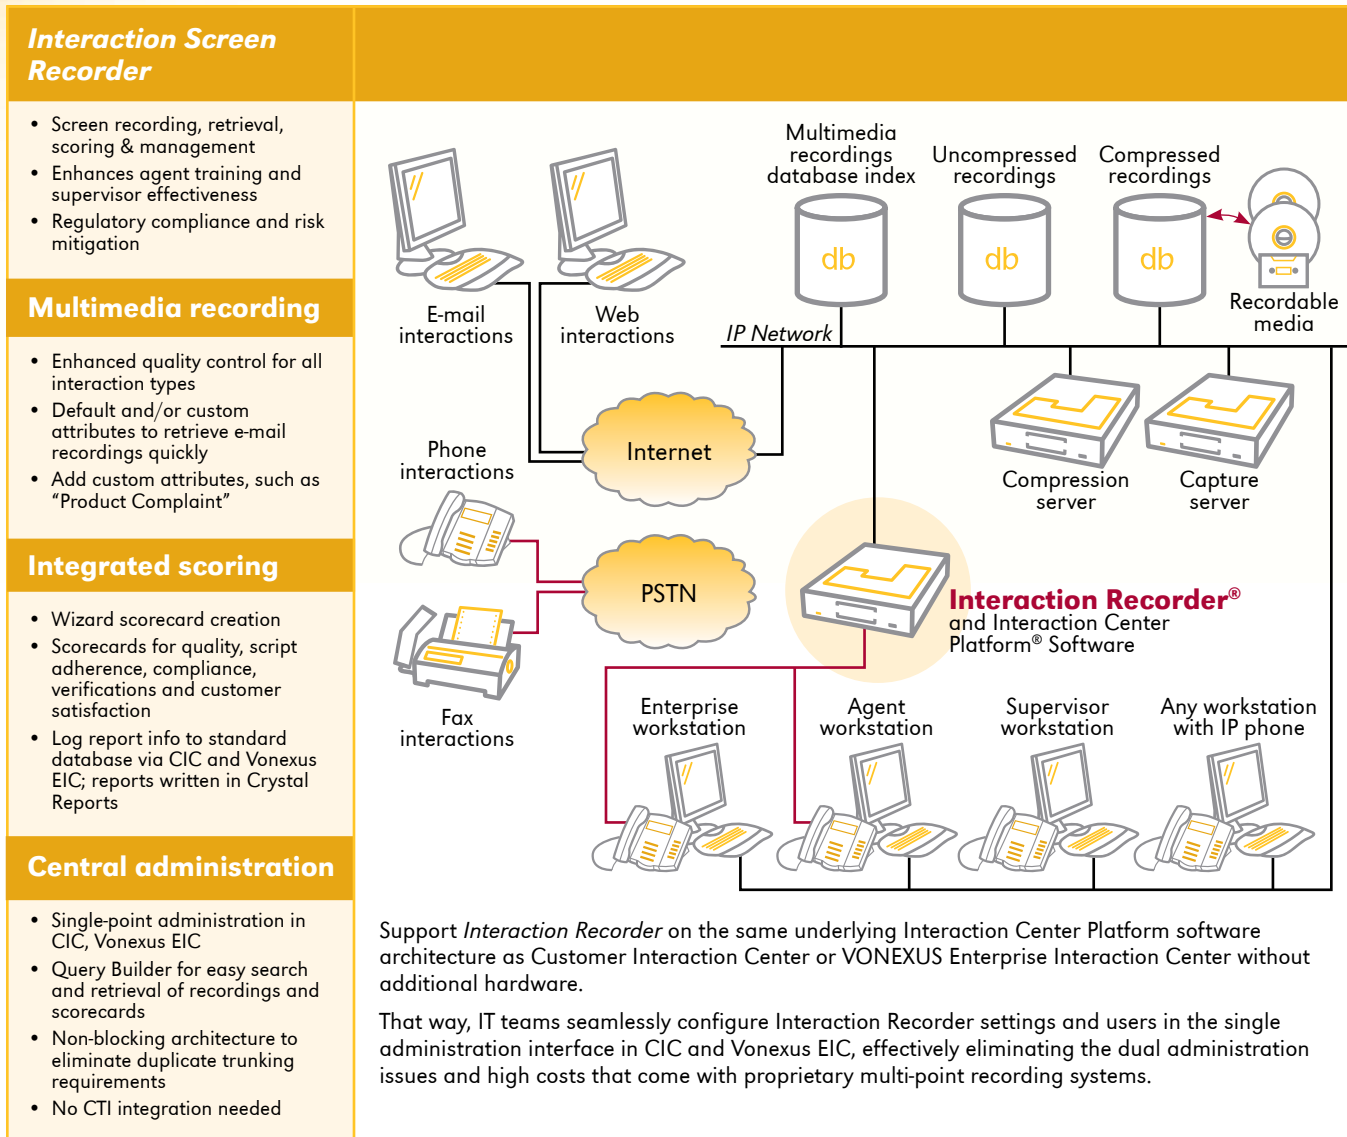 Interaction Screen
Recorder
• Screen recording, retrieval,
scoring & management
• Enhances agent training and
supervisor effectiveness
• Regulatory compliance and risk
mitigation
Multimedia recording
• Enhanced quality control for all
interaction types
• Default and/or custom
attributes to retrieve e-mail
recordings quickly
• Add custom attributes, such as
“Product Complaint”
Integrated scoring
• Wizard scorecard creation
• Scorecards for quality, script
adherence, compliance,
verifications and customer
satisfaction
• Log report info to standard
database via CIC and Vonexus
EIC; reports written in Crystal
Reports
Central administration
• Single-point administration in
CIC, Vonexus EIC
• Query Builder for easy search
and retrieval of recordings and
scorecards
• Non-blocking architecture to
eliminate duplicate trunking
requirements
• No CTI integration needed
Multimedia
recordings
database index
Uncompressed
recordings
Compressed
recordings
db
db
db
Recordable
media
E-mail
interactions
Web
interactions
IP Network
Internet
Phone
interactions
Compression
server
Capture
server
PSTN
Interaction Recorder®
and Interaction Center
Platform® Software
Fax
interactions
Enterprise
workstation
Agent
workstation
Supervisor
workstation
Any workstation
with IP phone
Support Interaction Recorder on the same underlying Interaction Center Platform software
architecture as Customer Interaction Center or VONEXUS Enterprise Interaction Center without
additional hardware.
That way, IT teams seamlessly configure Interaction Recorder settings and users in the single
administration interface in CIC and Vonexus EIC, effectively eliminating the dual administration
issues and high costs that come with proprietary multi-point recording systems.